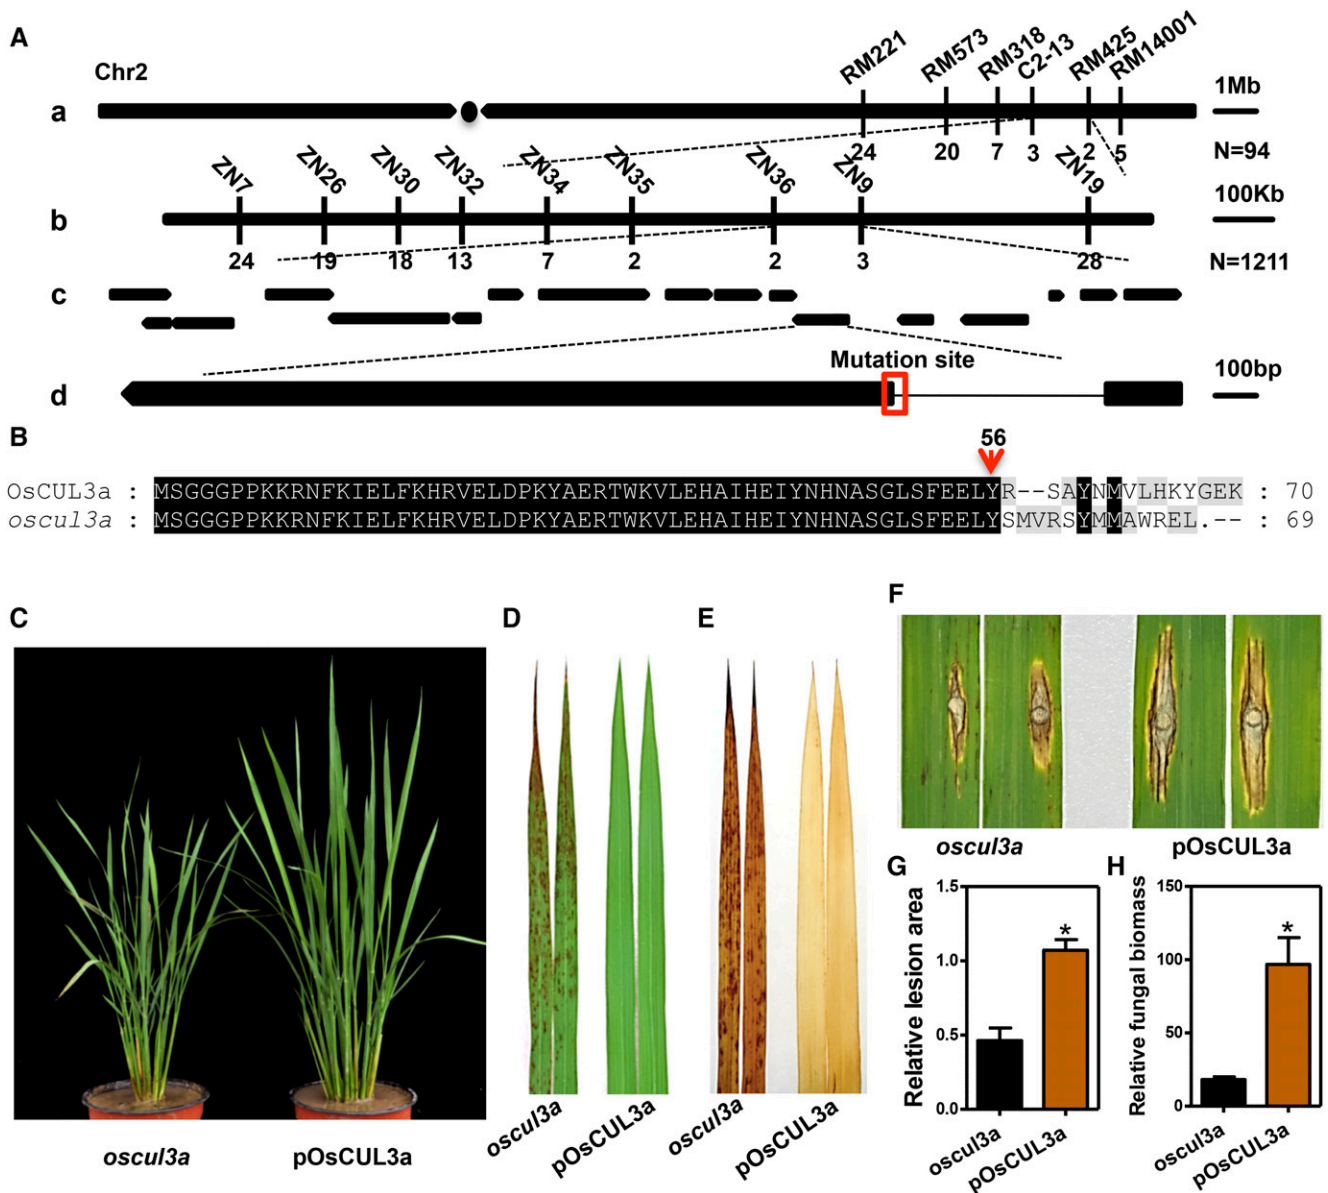 A
Chr2
RM221 RM573 RM318 C2-13 RM425 RM14001
1Mb
a
24 20 7 3 2 5
N=94
ZN7 ZN26 ZN30 ZN32 ZN34 ZN35 ZN36 ZN9 ZN19
100Kb
b
24 19 18 13 7 2 2 3 28
N=1211
c
Mutation site
100bp
d
B
56
OsCUL3a : MSGGGPPKKRNFKIELFKHRVELDPKYAERTWKVLEHAIHEIYNHNASGLSFEELYR--SAYNMVLHKYGEK : 70
oscul3a : MSGGGPPKKRNFKIELFKHRVELDPKYAERTWKVLEHAIHEIYNHNASGLSFEELYSMVRSYMMAWREL.-- : 69
C
oscul3a pOsCUL3a
D
oscul3a pOsCUL3a
E
oscul3a pOsCUL3a
F
oscul3a pOsCUL3a
G
Relative lesion area
1.5
1.0
0.5
0.0
*
oscul3a pOsCUL3a
H
Relative fungal biomass
150
100
50
0
*
oscul3a pOsCUL3a